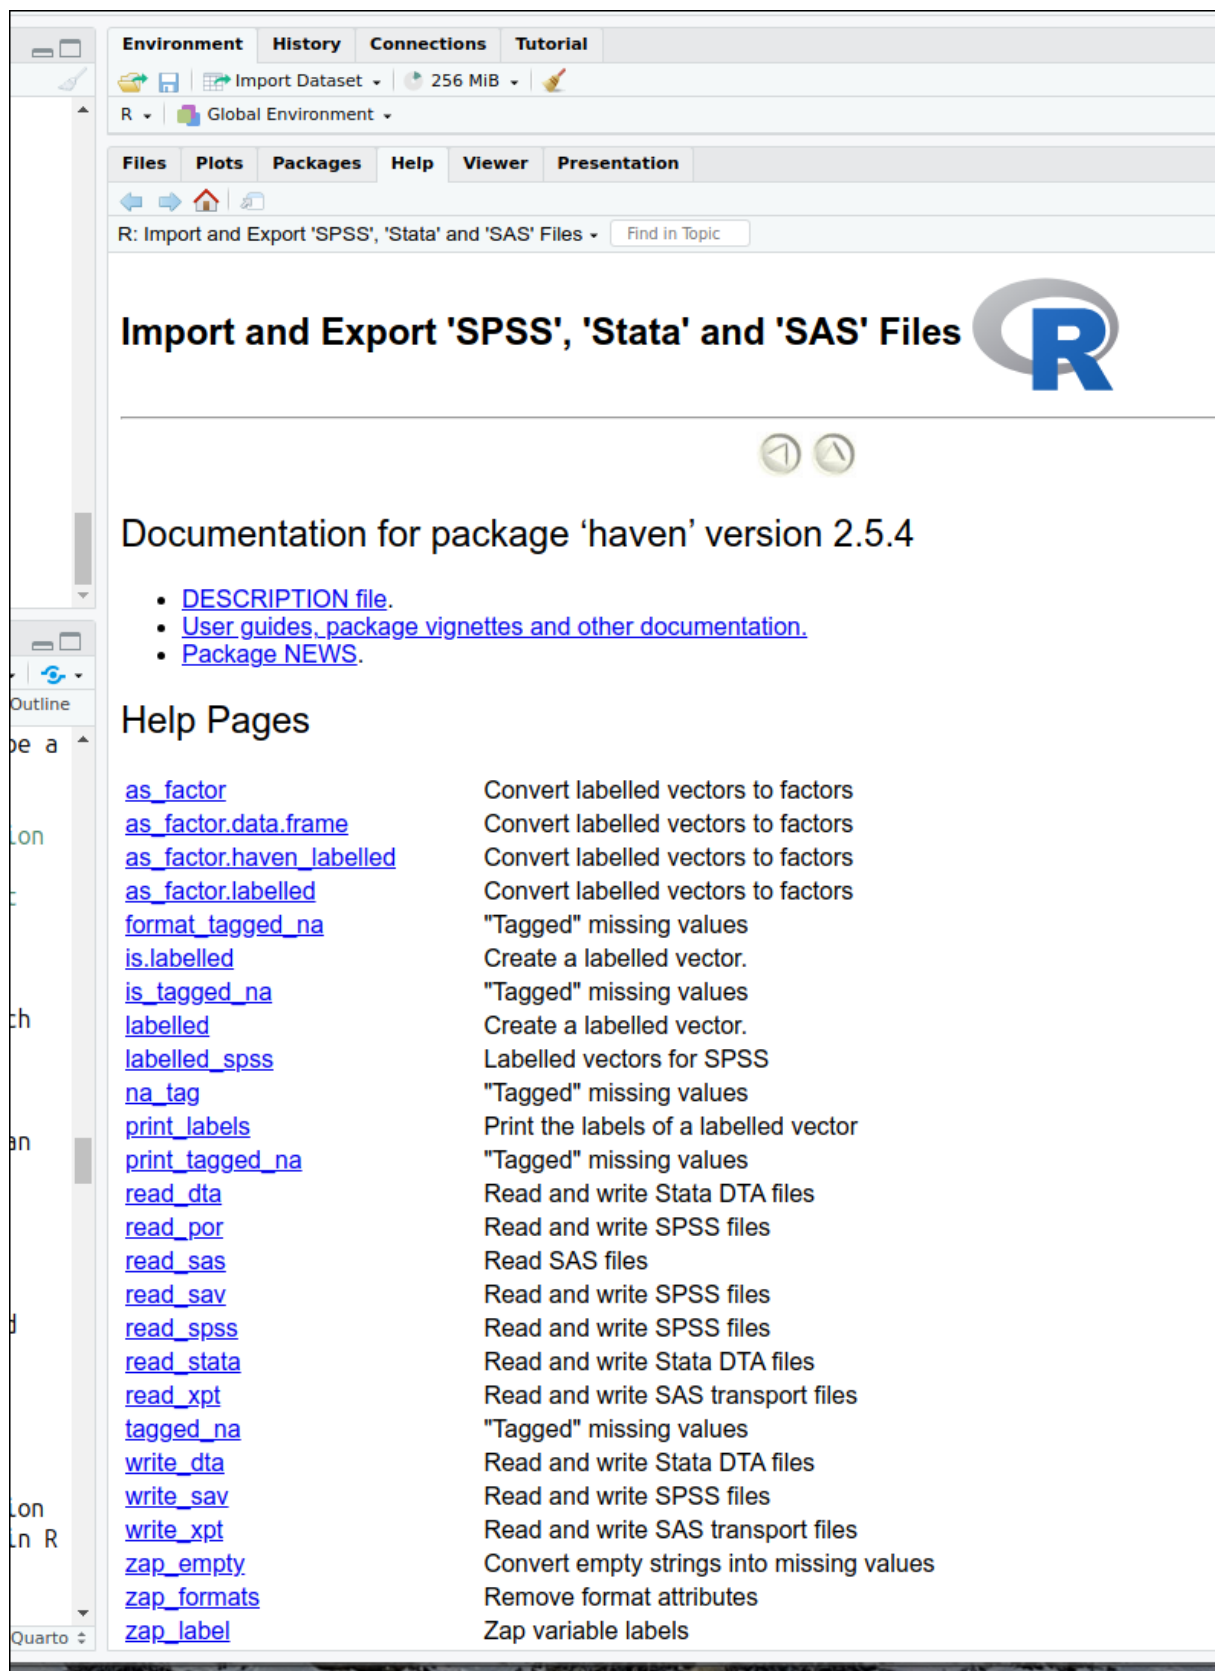 Environment History Connections Tutorial
Import Dataset 256 MiB
R Global Environment
Files Plots Packages Help Viewer Presentation
R: Import and Export 'SPSS', 'Stata' and 'SAS' Files Find in Topic
Import and Export 'SPSS', 'Stata' and 'SAS' Files R
Documentation for package ‘haven’ version 2.5.4
• DESCRIPTION file.
• User guides, package vignettes and other documentation.
• Package NEWS.
Help Pages
as_factor Convert labelled vectors to factors
as_factor.data.frame Convert labelled vectors to factors
as_factor.haven_labelled Convert labelled vectors to factors
as_factor.labelled Convert labelled vectors to factors
format_tagged_na "Tagged" missing values
is.labelled Create a labelled vector.
is_tagged_na "Tagged" missing values
labelled Create a labelled vector.
labelled_spss Labelled vectors for SPSS
na_tag "Tagged" missing values
print_labels Print the labels of a labelled vector
print_tagged_na "Tagged" missing values
read_dta Read and write Stata DTA files
read_por Read and write SPSS files
read_sas Read SAS files
read_sav Read and write SPSS files
read_spss Read and write SPSS files
read_stata Read and write Stata DTA files
read_xpt Read and write SAS transport files
tagged_na "Tagged" missing values
write_dta Read and write Stata DTA files
write_sav Read and write SPSS files
write_xpt Read and write SAS transport files
zap_empty Convert empty strings into missing values
zap_formats Remove format attributes
zap_label Zap variable labels
Outline
a
in R
Quarto